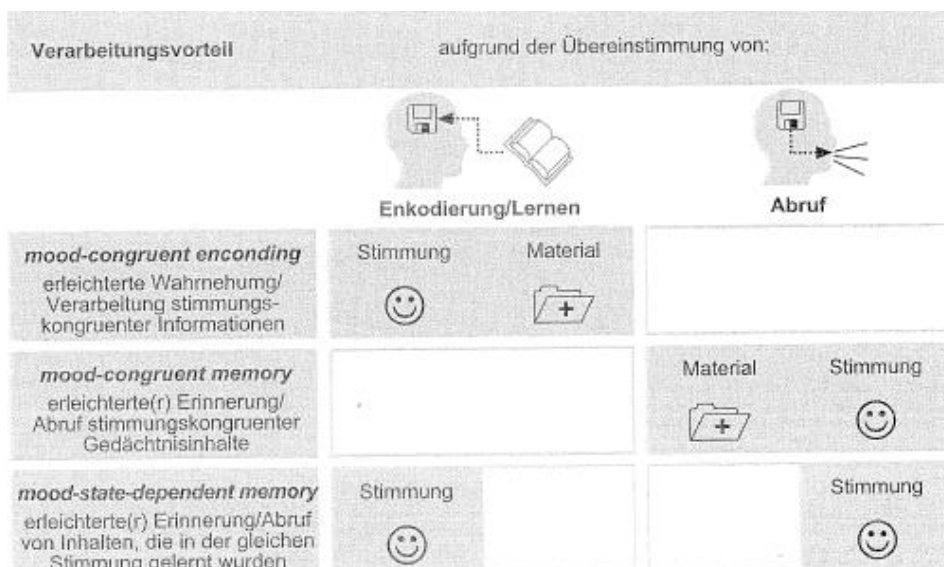 Verarbeitungsvorteil aufgrund der Übereinstimmung von:
Enkodierung/Lernen Abruf
mood-congruent enconding
erleichterte Wahrnehumg/
Verarbeitung stimmungs-
kongruenter Informationen
Stimmung Material
+
mood-congruent memory
erleichterte(r) Erinnerung/
Abruf stimmungskongruenter
Gedächtnisinhalte
Material Stimmung
+
mood-state-dependent memory
erleichterte(r) Erinnerung/Abruf
von Inhalten, die in der gleichen
Stimmung gelernt wurden
Stimmung Stimmung